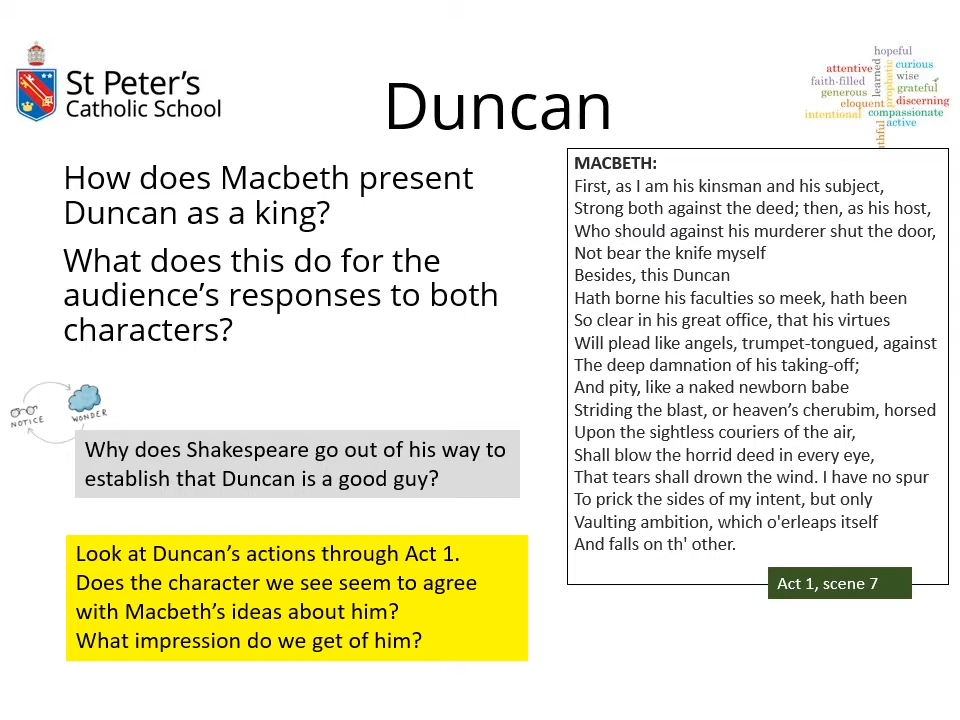 St Peter's
Catholic School
Duncan
hopeful
attentive
curious
faith-filled
learned
wise
generous
prophetic
grateful
eloquent
discerning
intentional
compassionate
active
How does Macbeth present
Duncan as a king?
What does this do for the
audience's responses to both
characters?
NOTICE
WONDER
Why does Shakespeare go out of his way to
establish that Duncan is a good guy?
Look at Duncan's actions through Act 1.
Does the character we see seem to agree
with Macbeth's ideas about him?
What impression do we get of him?
MACBETH:
First, as I am his kinsman and his subject,
Strong both against the deed; then, as his host,
Who should against his murderer shut the door,
Not bear the knife myself
Besides, this Duncan
Hath borne his faculties so meek, hath been
So clear in his great office, that his virtues
Will plead like angels, trumpet-tongued, against
The deep damnation of his taking-off;
And pity, like a naked newborn babe
Striding the blast, or heaven's cherubim, horsed
Upon the sightless couriers of the air,
Shall blow the horrid deed in every eye,
That tears shall drown the wind. I have no spur
To prick the sides of my intent, but only
Vaulting ambition, which o'erleaps itself
And falls on th' other.
Act 1, scene 7